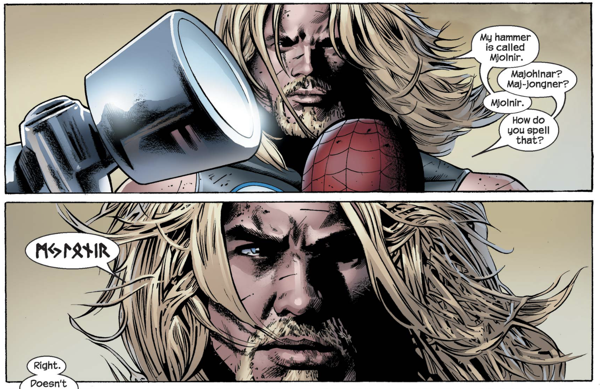 My hammer
is called
Mjolnir.
Majohlnar?
Maj-jongner?
Mjolnir.
How do
you spell
that?
Right.
Doesn't